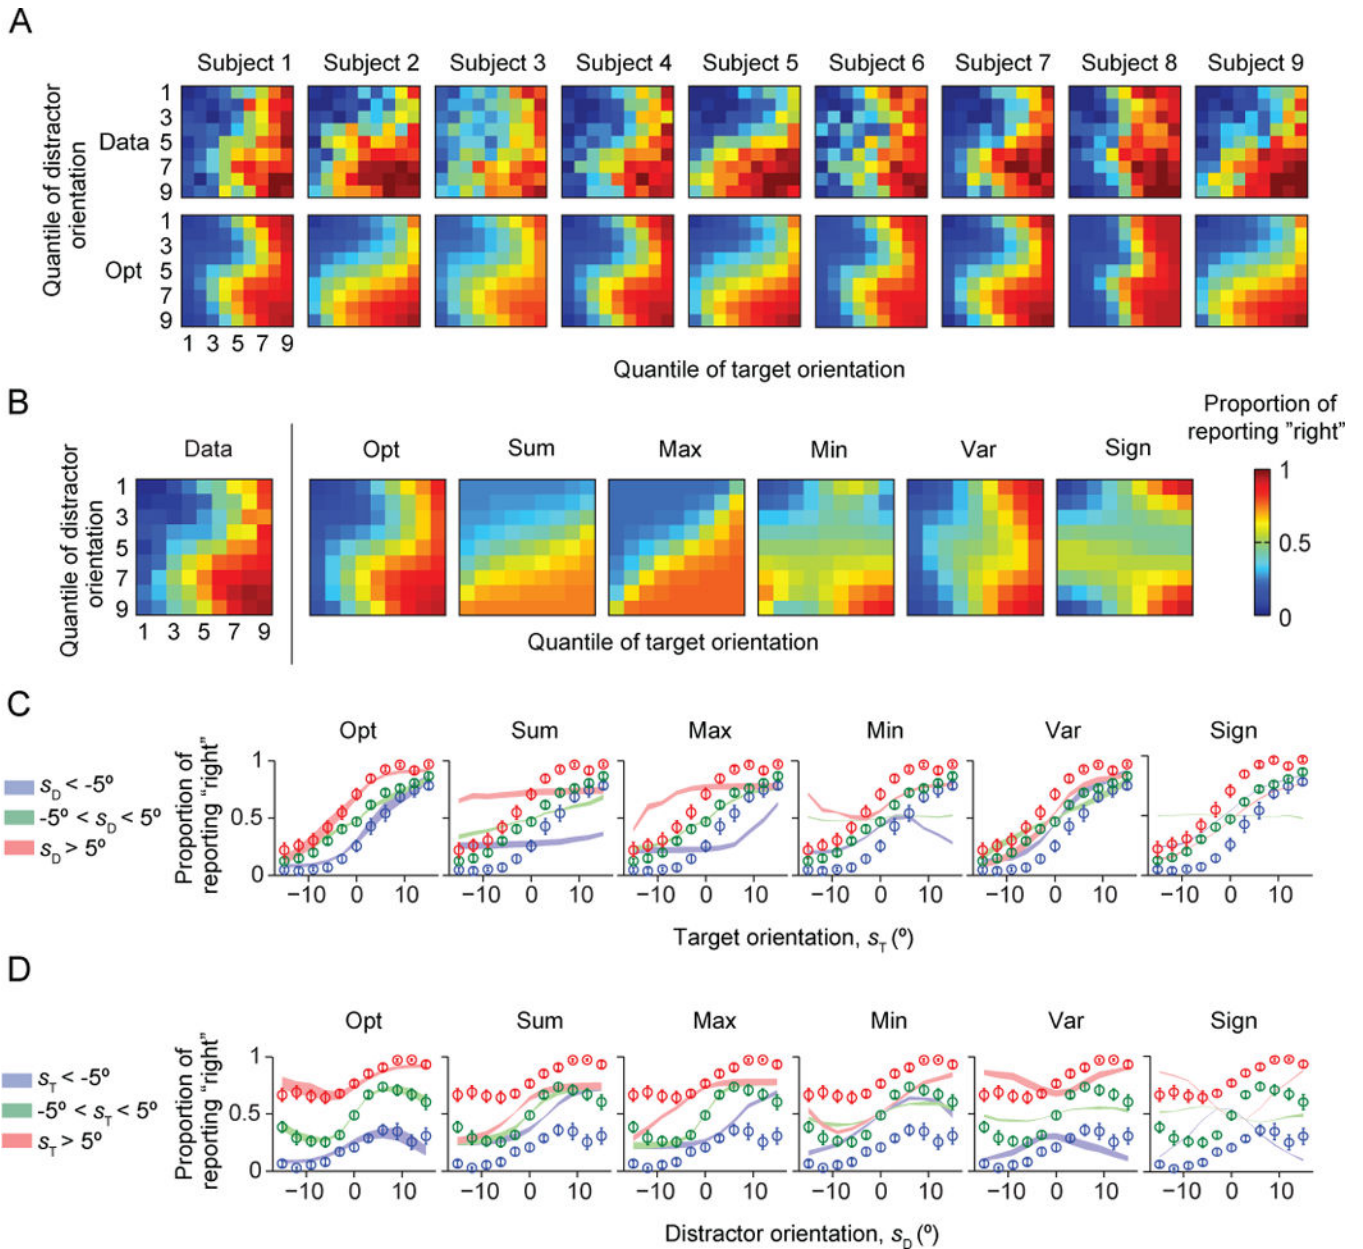 A
Subject 1 Subject 2 Subject 3 Subject 4 Subject 5 Subject 6 Subject 7 Subject 8 Subject 9
Quantile of distractor
orientation
Data
1
3
5
7
9
Opt
1
3
5
7
9
1 3 5 7 9
Quantile of target orientation
B
Proportion of
reporting ”right”
Data Opt Sum Max Min Var Sign
Quantile of distractor
orientation
1
3
5
7
9
1 3 5 7 9
Quantile of target orientation
1
0.5
0
C
Opt Sum Max Min Var Sign
s_D < -5º
-5º < s_D < 5º
s_D > 5º
Proportion of
reporting “right”
1
0.5
0
−10 0 10 −10 0 10 −10 0 10 −10 0 10 −10 0 10 −10 0 10
Target orientation, s_T (º)
D
Opt Sum Max Min Var Sign
s_T < -5º
-5º < s_T < 5º
s_T > 5º
Proportion of
reporting “right”
1
0.5
0
−10 0 10 −10 0 10 −10 0 10 −10 0 10 −10 0 10 −10 0 10
Distractor orientation, s_D (º)